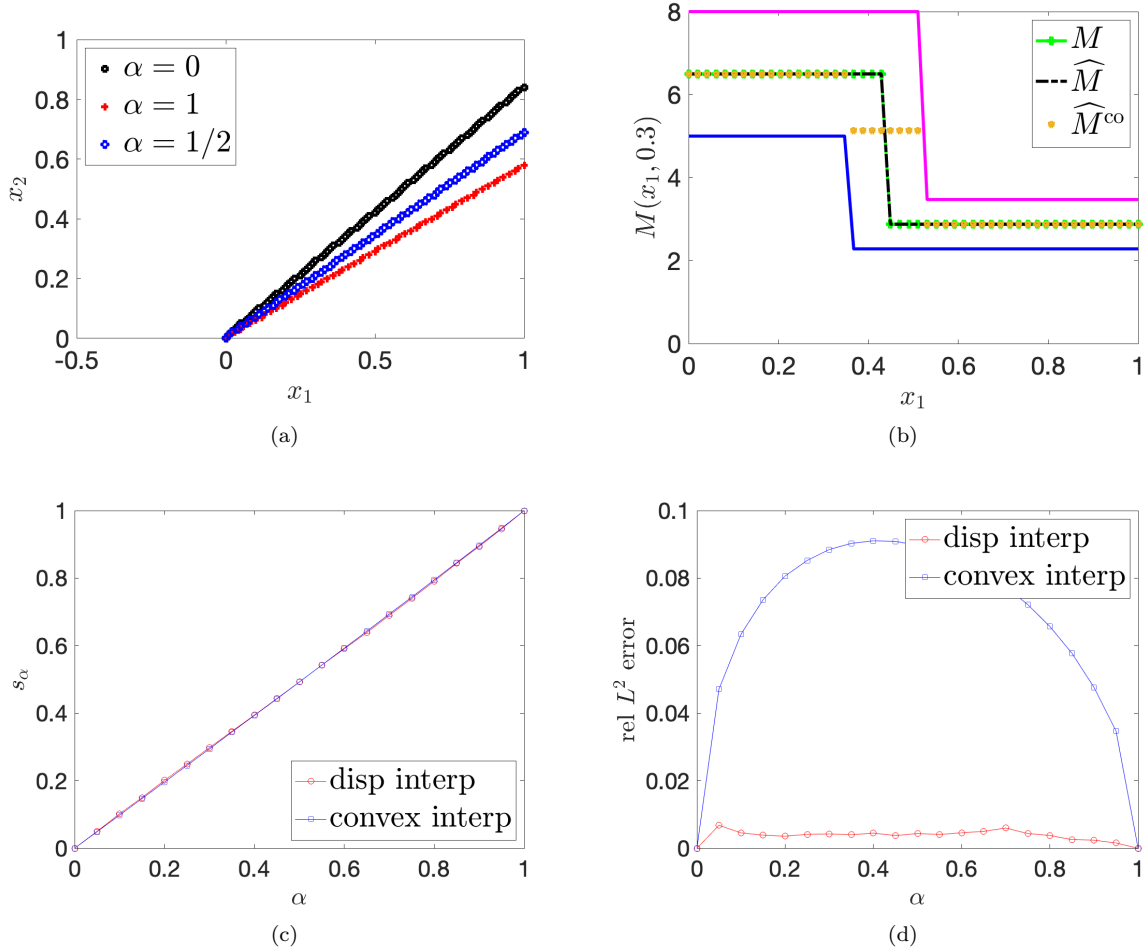 1
0.8
0.6
0.4
0.2
0
-0.5
0
0.5
1
x₂
x₁
α = 0
α = 1
α = 1/2
(a)
8
6
4
2
0
0
0.2
0.4
0.6
0.8
1
M(x₁, 0.3)
x₁
M
M̂
M̂ᶜᵒ
(b)
1
0.8
0.6
0.4
0.2
0
0
0.2
0.4
0.6
0.8
1
s_α
α
disp interp
convex interp
(c)
0.1
0.08
0.06
0.04
0.02
0
0
0.2
0.4
0.6
0.8
1
rel L² error
α
disp interp
convex interp
(d)